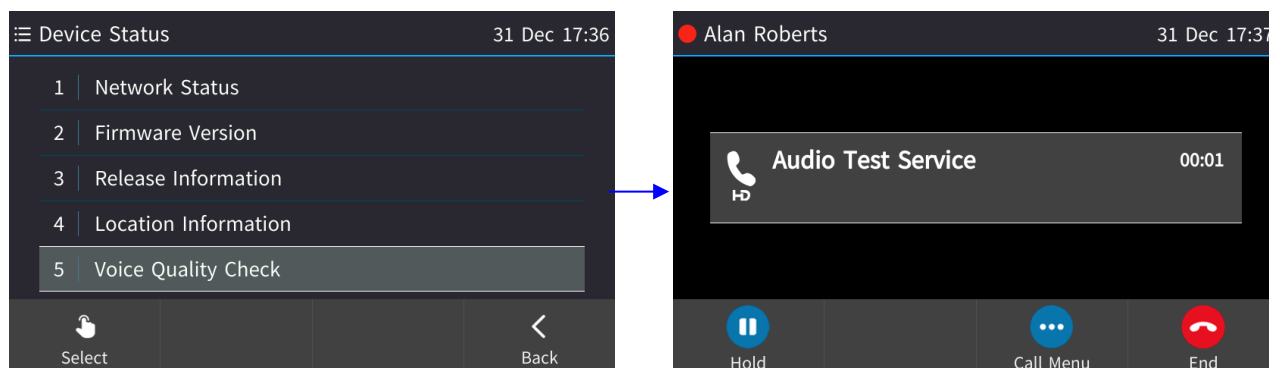 Device Status 31 Dec 17:36
1 Network Status
2 Firmware Version
3 Release Information
4 Location Information
5 Voice Quality Check
Select Back
Alan Roberts 31 Dec 17:37
Audio Test Service 00:01
HD
Hold Call Menu End